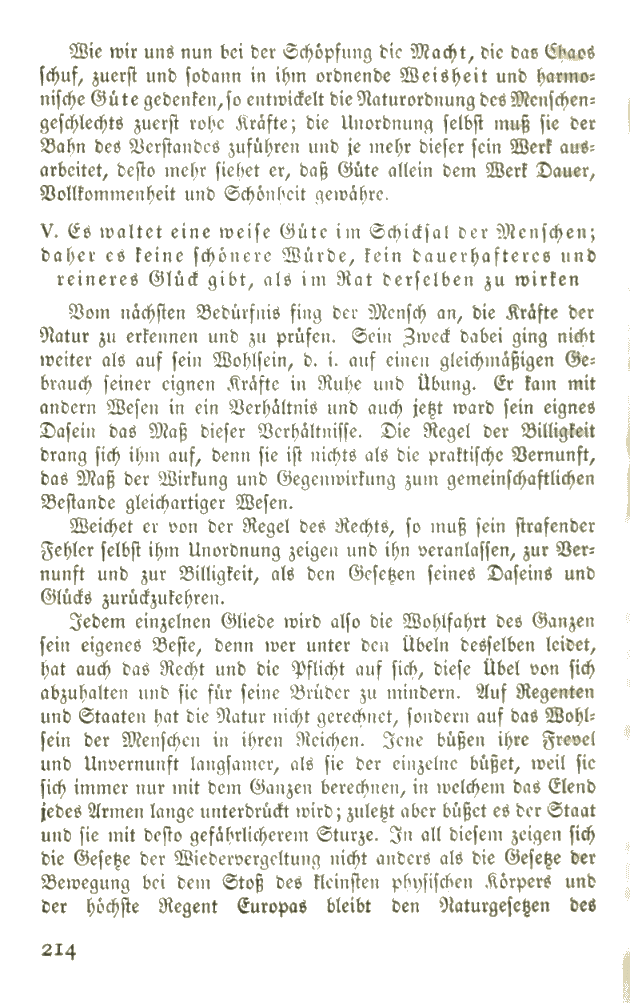 Wie wir uns nun bei der Schöpfung die Macht, die das Chaos
schuf, zuerst und sodann in ihm ordnende Weisheit und harmo-
nische Güte gedenken, so entwickelt die Naturordnung des Menschen-
geschlechts zuerst rohe Kräfte; die Unordnung selbst muß sie der
Bahn des Verstandes zuführen und je mehr dieser sein Werk aus-
arbeitet, desto mehr siehet er, daß Güte allein dem Werk Dauer,
Vollkommenheit und Schönheit gewähre.
V. Es waltet eine weise Güte im Schicksal der Menschen;
daher es keine schönere Würde, kein dauerhafteres und
reineres Glück gibt, als im Rat derselben zu wirken
Vom nächsten Bedürfnis fing der Mensch an, die Kräfte der
Natur zu erkennen und zu prüfen. Sein Zweck dabei ging nicht
weiter als auf sein Wohlsein, d. i. auf einen gleichmäßigen Ge-
brauch seiner eignen Kräfte in Ruhe und Übung. Er kam mit
andern Wesen in ein Verhältnis und auch jetzt ward sein eignes
Dasein das Maß dieser Verhältnisse. Die Regel der Billigkeit
drang sich ihm auf, denn sie ist nichts als die praktische Vernunft,
das Maß der Wirkung und Gegenwirkung zum gemeinschaftlichen
Bestande gleichartiger Wesen.
Weichet er von der Regel des Rechts, so muß sein strafender
Fehler selbst ihm Unordnung zeigen und ihn veranlassen, zur Ver-
nunft und zur Billigkeit, als den Gesetzen seines Daseins und
Glücks zurückzukehren.
Jedem einzelnen Gliede wird also die Wohlfahrt des Ganzen
sein eigenes Beste, denn wer unter den Übeln desselben leidet,
hat auch das Recht und die Pflicht auf sich, diese Übel von sich
abzuhalten und sie für seine Brüder zu mindern. Auf Regenten
und Staaten hat die Natur nicht gerechnet, sondern auf das Wohl-
sein der Menschen in ihren Reichen. Jene büßen ihre Frevel
und Unvernunft langsamer, als sie der einzelne büßet, weil sie
sich immer nur mit dem Ganzen berechnen, in welchem das Elend
jedes Armen lange unterdrückt wird; zuletzt aber büßet es der Staat
und sie mit desto gefährlicherem Sturze. In all diesem zeigen sich
die Gesetze der Wiedervergeltung nicht anders als die Gesetze der
Bewegung bei dem Stoß des kleinsten physischen Körpers und
der höchste Regent Europas bleibt den Naturgesetzen des
214